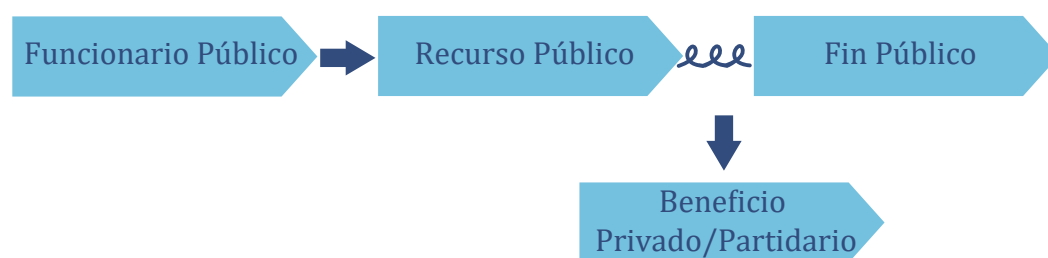 Funcionario Público
Recurso Público
Fin Público
Beneficio
Privado/Partidario